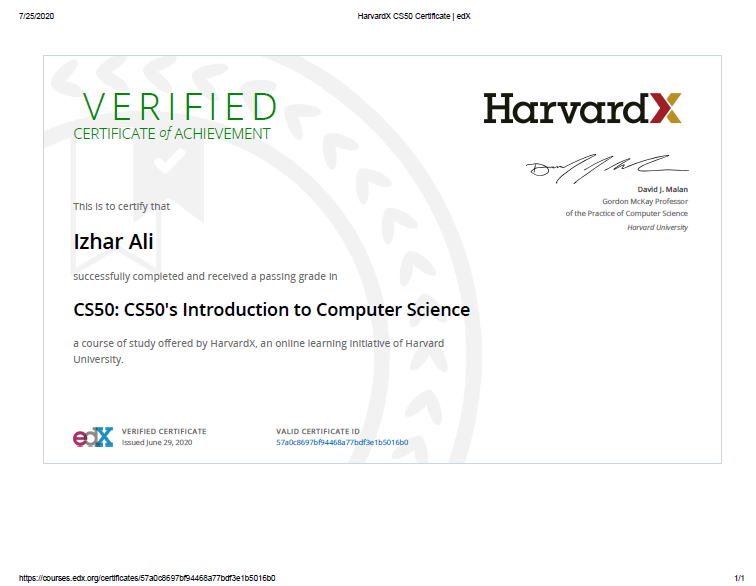 7/25/2020 HarvardX CS50 Certificate | edX
VERIFIED
CERTIFICATE of ACHIEVEMENT
HarvardX
David J. Malan
Gordon McKay Professor
of the Practice of Computer Science
Harvard University
This is to certify that
Izhar Ali
successfully completed and received a passing grade in
CS50: CS50's Introduction to Computer Science
a course of study offered by HarvardX, an online learning initiative of Harvard
University.
edX
VERIFIED CERTIFICATE
Issued June 29, 2020
VALID CERTIFICATE ID
57a0c8697bf94468a77bdf3e1b5016b0
https://courses.edx.org/certificates/57a0c8697bf94468a77bdf3e1b5016b0 1/1